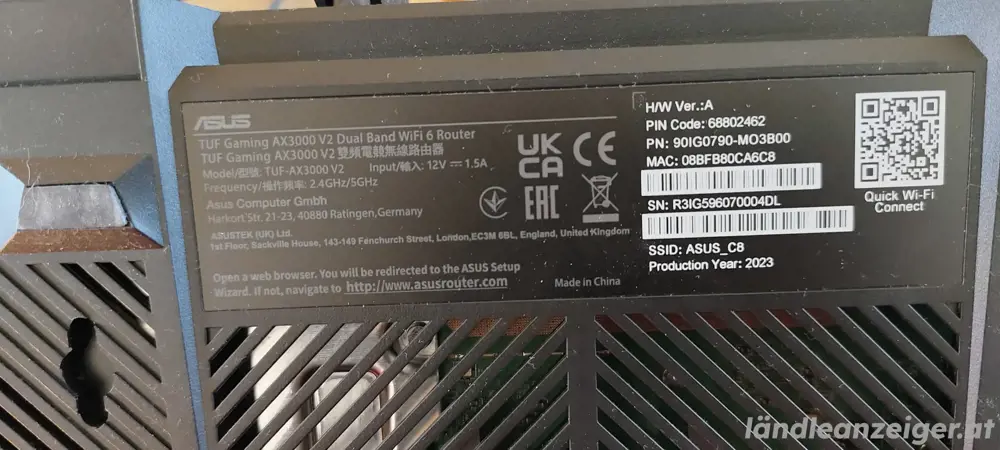 ASUS
TUF Gaming AX3000 V2 Dual Band WiFi 6 Router
TUF Gaming AX3000 V2 雙頻電競無線路由器
Model/型號: TUF-AX3000 V2 Input/輸入: 12V 1.5A
Frequency/操作頻率: 2.4GHz/5GHz
Asus Computer GmbH
Harkort Str. 21-23, 40880 Ratingen, Germany
ASUSTEK (UK) Ltd.
1st Floor, Sackville House, 143-149 Fenchurch Street, London, EC3M 6BL, England, United Kingdom
Open a web browser. You will be redirected to the ASUS Setup
Wizard. If not, navigate to http://www.asusrouter.com
Made in China
UK
CA
CE
EAC
H/W Ver.:A
PIN Code: 68802462
PN: 90IG0790-MO3B00
MAC: 08BFB80CA6C8
SN: R3IG596070004DL
SSID: ASUS_C8
Production Year: 2023
Quick Wi-Fi
Connect
ländleanzeiger.at